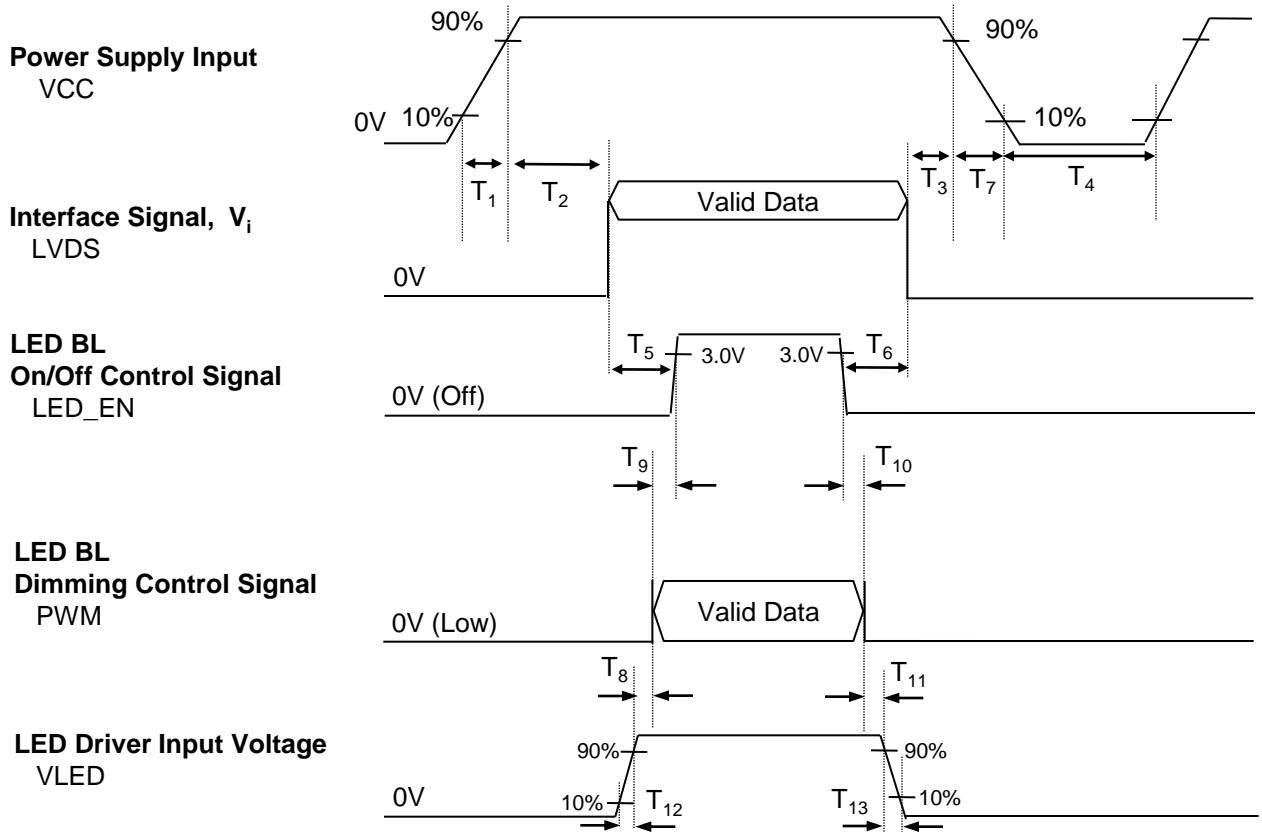 90% 90%
Power Supply Input
VCC
0V 10% 10%
T1 T2 T3 T7 T4
Valid Data
Interface Signal, Vi
LVDS
0V
LED BL
On/Off Control Signal
LED_EN
T5 3.0V 3.0V T6
0V (Off)
T9 T10
LED BL
Dimming Control Signal
PWM
Valid Data
0V (Low)
T8 T11
LED Driver Input Voltage
VLED
90% 90%
0V 10% T12 T13 10%